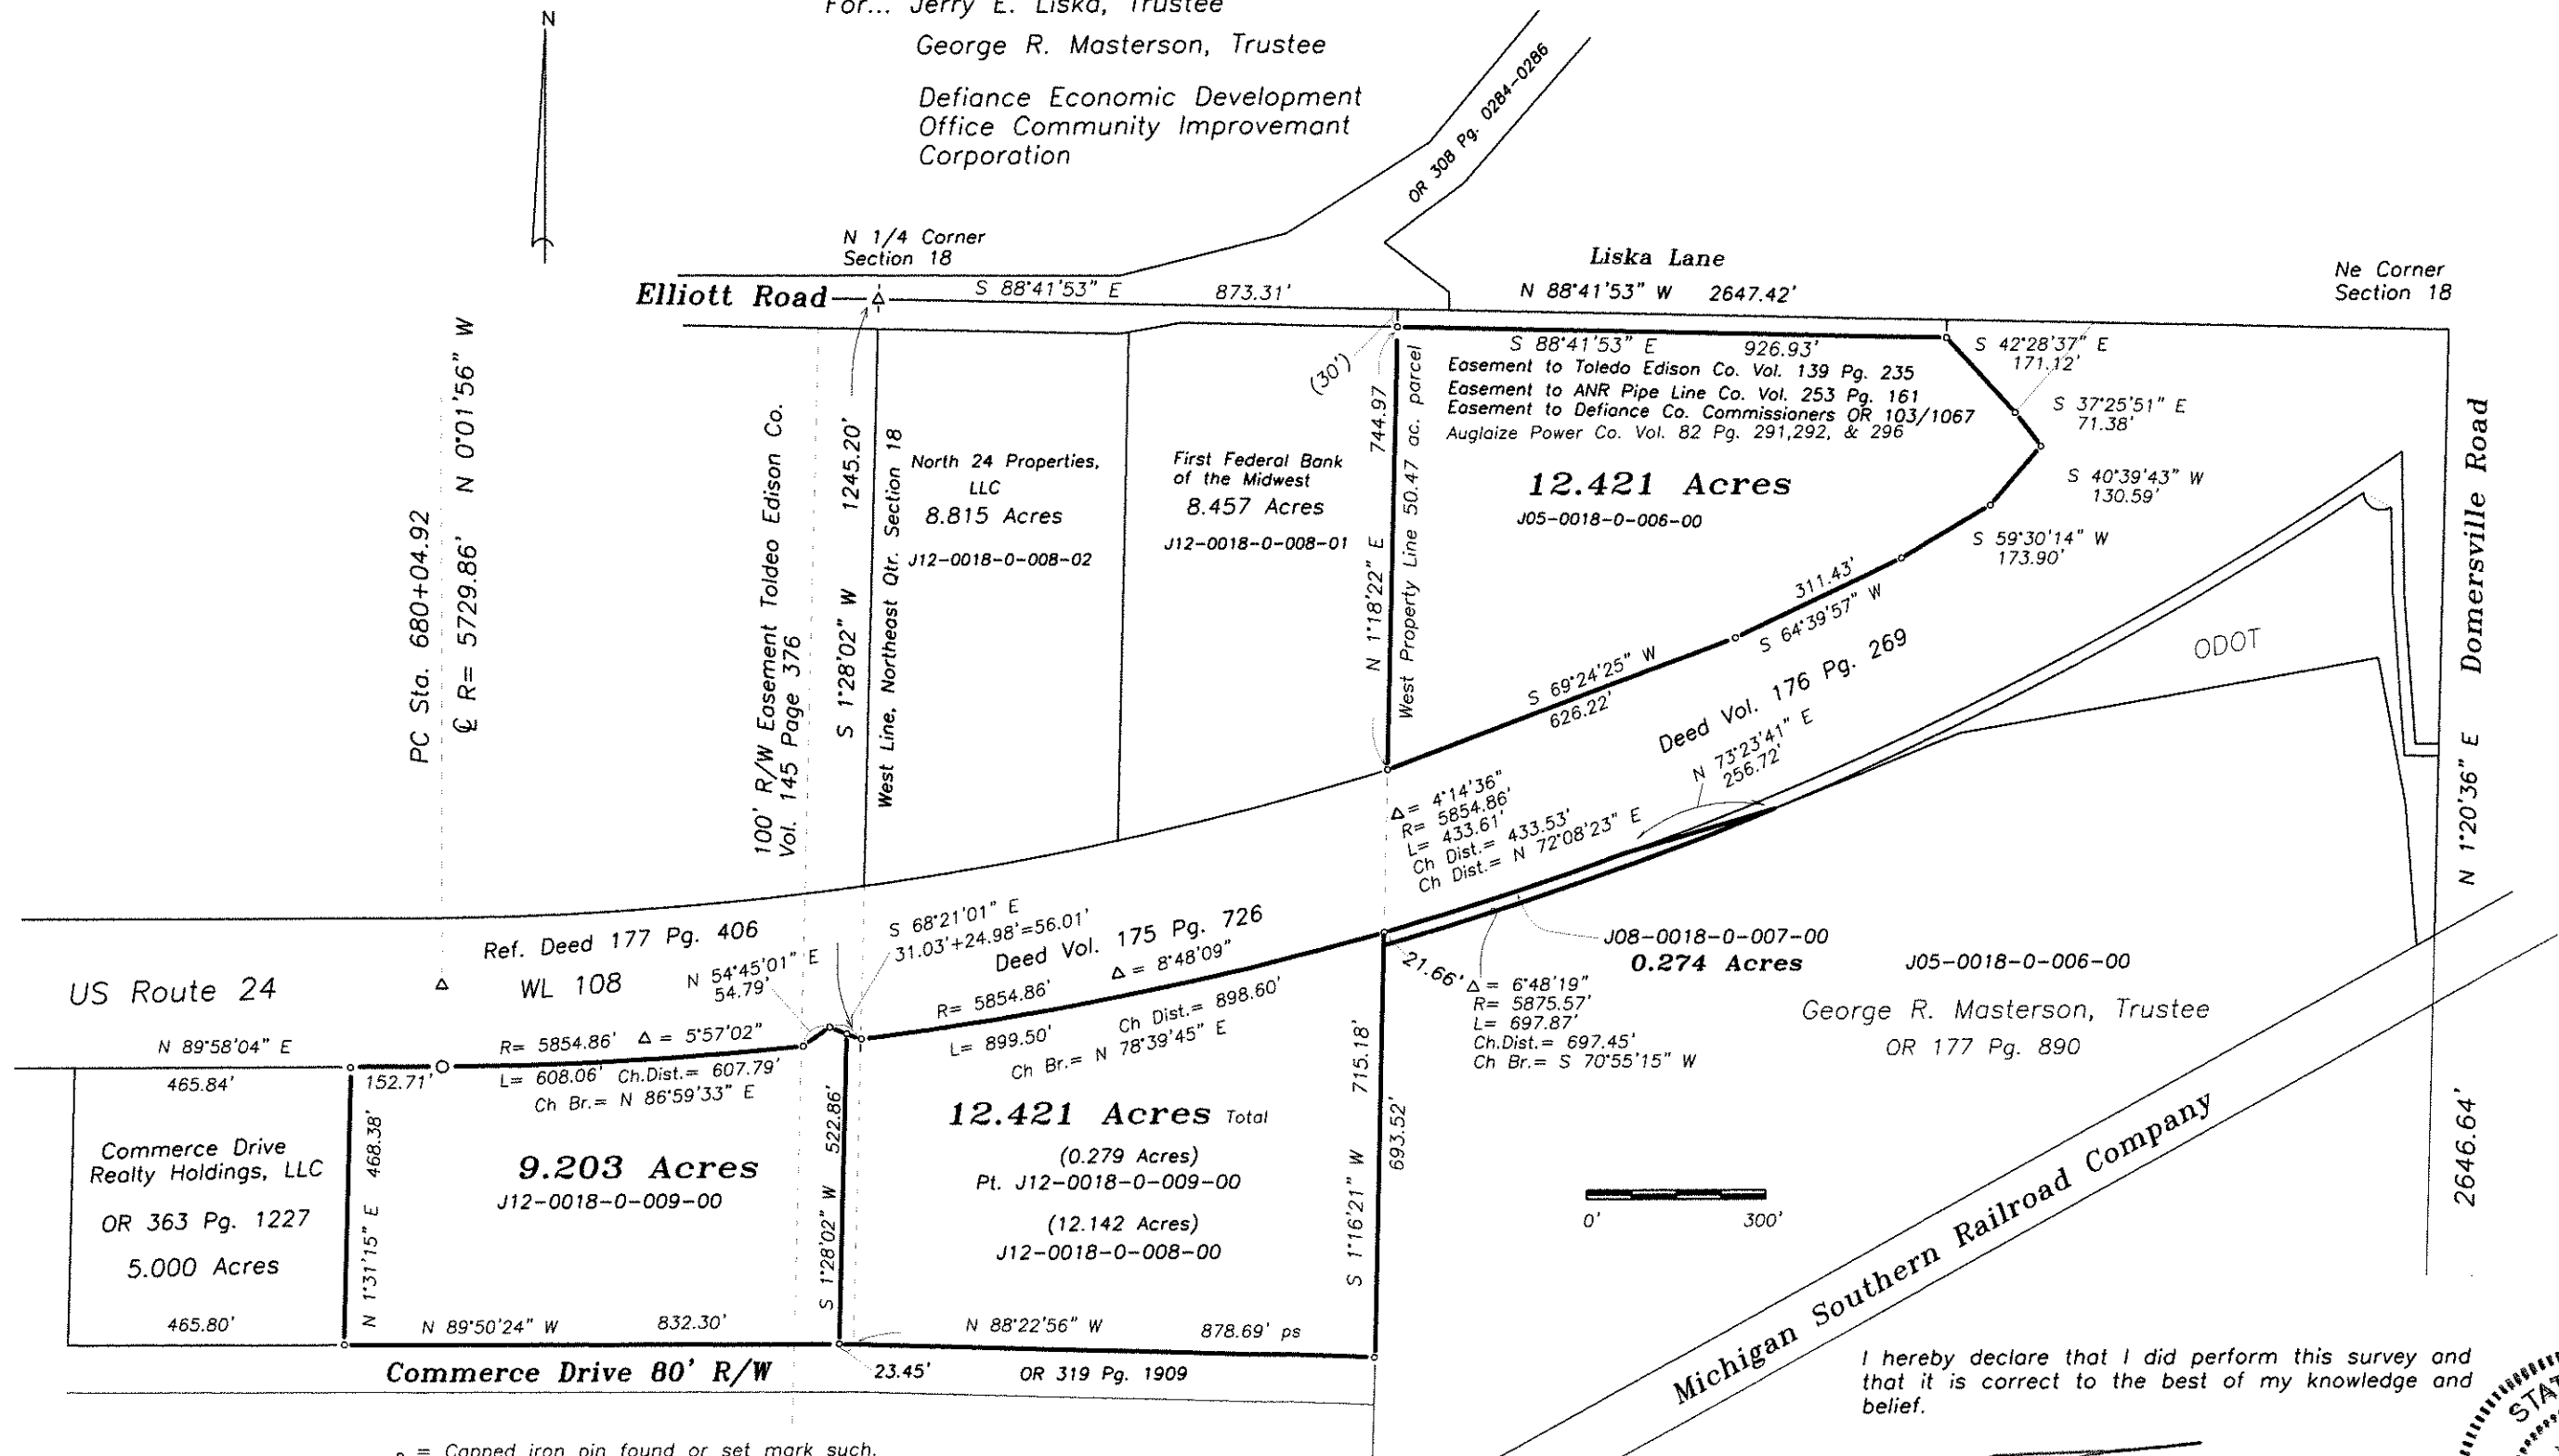 For... Jerry E. Liska, Trustee
George R. Masterson, Trustee
Defiance Economic Development
Office Community Improvemant
Corporation
N
OR 308 Pg. 0284-0286
N 1/4 Corner
Section 18
Liska Lane
Ne Corner
Section 18
Elliott Road
S 88°41'53" E 873.31'
N 88°41'53" W 2647.42'
PC Sta. 680+04.92
℄ R= 5729.86' N 0°01'56" W
100' R/W Easement Toldeo Edison Co.
Vol. 145 Page 376
S 1°28'02" W 1245.20'
West Line, Northeast Qtr. Section 18
North 24 Properties,
LLC
8.815 Acres
J12-0018-0-008-02
First Federal Bank
of the Midwest
8.457 Acres
J12-0018-0-008-01
(30')
N 1°18'22" E 744.97
West Property Line 50.47 ac. parcel
S 88°41'53" E 926.93'
Easement to Toledo Edison Co. Vol. 139 Pg. 235
Easement to ANR Pipe Line Co. Vol. 253 Pg. 161
Easement to Defiance Co. Commissioners OR 103/1067
Auglaize Power Co. Vol. 82 Pg. 291,292, & 296
12.421 Acres
J05-0018-0-006-00
S 42°28'37" E
171.12'
S 37°25'51" E
71.38'
S 40°39'43" W
130.59'
S 59°30'14" W
173.90'
311.43'
S 64°39'57" W
S 69°24'25" W
626.22'
Deed Vol. 176 Pg. 269
N 73°23'41" E
256.72'
ODOT
Domersville Road
N 1°20'36" E
2646.64'
Δ= 4°14'36"
R= 5854.86'
L= 433.61'
Ch Dist.= 433.53'
Ch Dist.= N 72°08'23" E
US Route 24
Ref. Deed 177 Pg. 406
WL 108
N 54°45'01" E
54.79'
S 68°21'01" E
31.03'+24.98'=56.01'
Deed Vol. 175 Pg. 726
R= 5854.86' Δ = 8°48'09"
L= 899.50' Ch Dist.= 898.60'
Ch Br.= N 78°39'45" E
N 89°58'04" E
465.84'
152.71'
R= 5854.86' Δ = 5°57'02"
L= 608.06' Ch.Dist.= 607.79'
Ch Br.= N 86°59'33" E
21.66'
Δ = 6°48'19"
R= 5875.57'
L= 697.87'
Ch.Dist= 697.45'
Ch Br.= S 70°55'15" W
J08-0018-0-007-00
0.274 Acres
J05-0018-0-006-00
George R. Masterson, Trustee
OR 177 Pg. 890
Commerce Drive
Realty Holdings, LLC
OR 363 Pg. 1227
5.000 Acres
465.80'
N 1°31'15" E 468.38'
9.203 Acres
J12-0018-0-009-00
N 89°50'24" W 832.30'
S 1°28'02" W 522.86'
12.421 Acres Total
(0.279 Acres)
Pt. J12-0018-0-009-00
(12.142 Acres)
J12-0018-0-008-00
N 88°22'56" W 878.69' ps
S 1°16'21" W 715.18'
693.52'
0' 300'
Michigan Southern Railroad Company
Commerce Drive 80' R/W
23.45'
OR 319 Pg. 1909
I hereby declare that I did perform this survey and
that it is correct to the best of my knowledge and
belief.
= Capped iron pin found or set mark such.